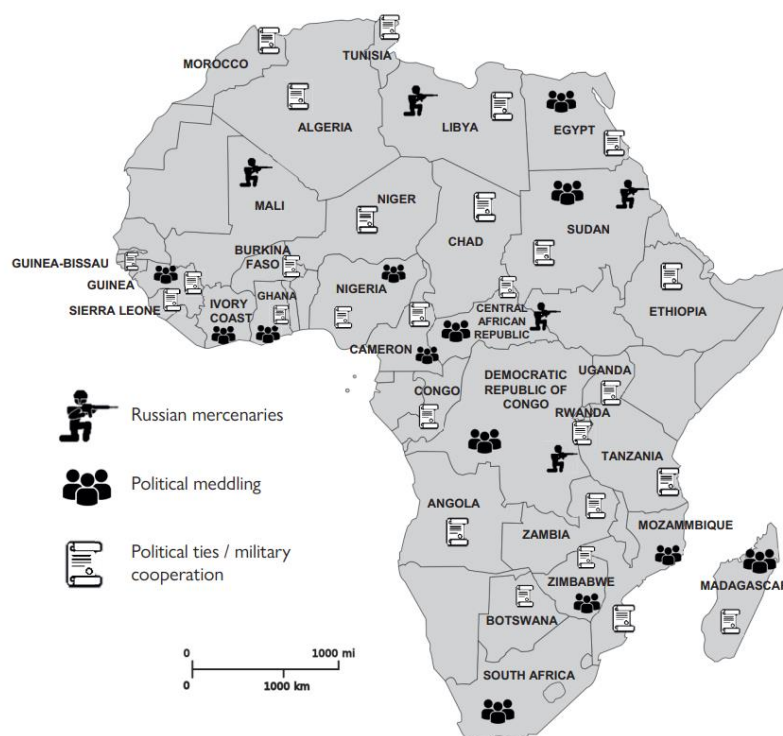 MOROCCO
TUNISIA
ALGERIA
LIBYA
EGYPT
MALI
NIGER
CHAD
SUDAN
GUINEA-BISSAU
GUINEA
SIERRA LEONE
BURKINA
FASO
IVORY
COAST
GHANA
NIGERIA
CENTRAL
AFRICAN
REPUBLIC
ETHIOPIA
CAMERON
CONGO
DEMOCRATIC
REPUBLIC OF
CONGO
UGANDA
RWANDA
TANZANIA
ANGOLA
ZAMBIA
MOZAMMBIQUE
ZIMBABWE
MADAGASCAR
BOTSWANA
SOUTH AFRICA
Russian mercenaries
Political meddling
Political ties / military
cooperation
0 1000 mi
0 1000 km